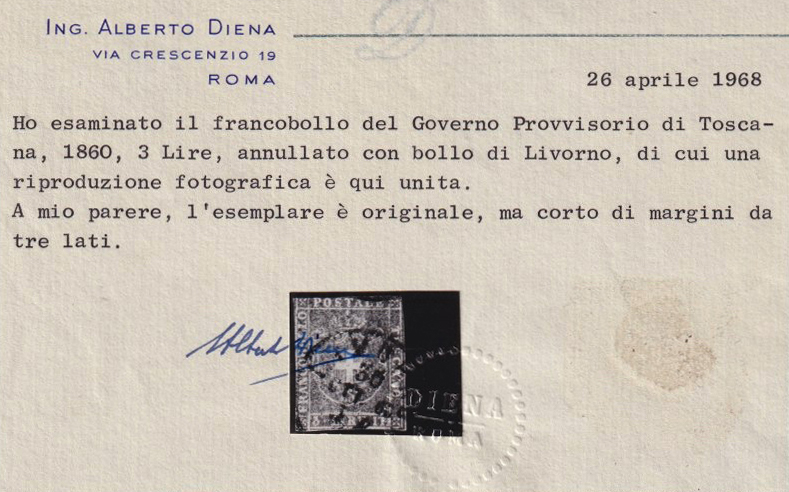 ING. ALBERTO DIENA
VIA CRESCENZIO 19
ROMA
26 aprile 1968
Ho esaminato il francobollo del Governo Provvisorio di Tosca-
na, 1860, 3 Lire, annullato con bollo di Livorno, di cui una
riproduzione fotografica è qui unita.
A mio parere, l'esemplare è originale, ma corto di margini da
tre lati.
POSTALE
DIENA
ROMA